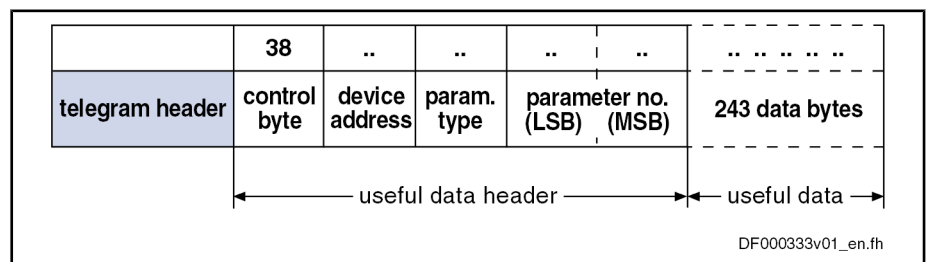 38 .. .. .. .. .. .. .. .. ..
telegram header control byte device address param. type parameter no. (LSB) (MSB) 243 data bytes
useful data header useful data
DF000333v01_en.fh